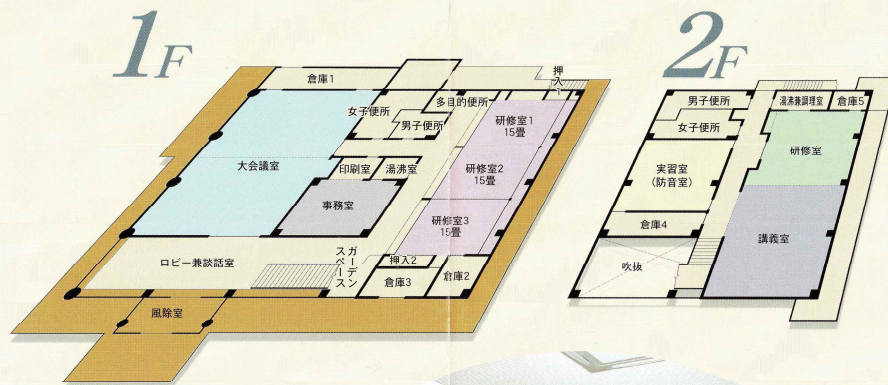 1F
倉庫1
押入1
女子便所
多目的便所
男子便所
研修室1
15畳
大会議室
印刷室
湯沸室
研修室2
15畳
事務室
研修室3
15畳
ロビー兼談話室
ガーデン
スペース
押入2
倉庫3
倉庫2
風除室
2F
男子便所
湯沸兼調理室
倉庫5
女子便所
研修室
実習室
(防音室)
倉庫4
講義室
吹抜